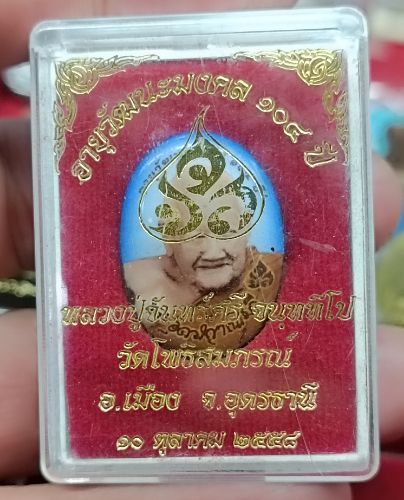 อายุวัฒนะมงคล ๑๐๔ ปี
หลวงปู่จันทร์ศรี จนฺททีโป
วัดโพธิสมภรณ์
อ.เมือง จ.อุดรธานี
๑๐ ตุลาคม ๒๕๕๘